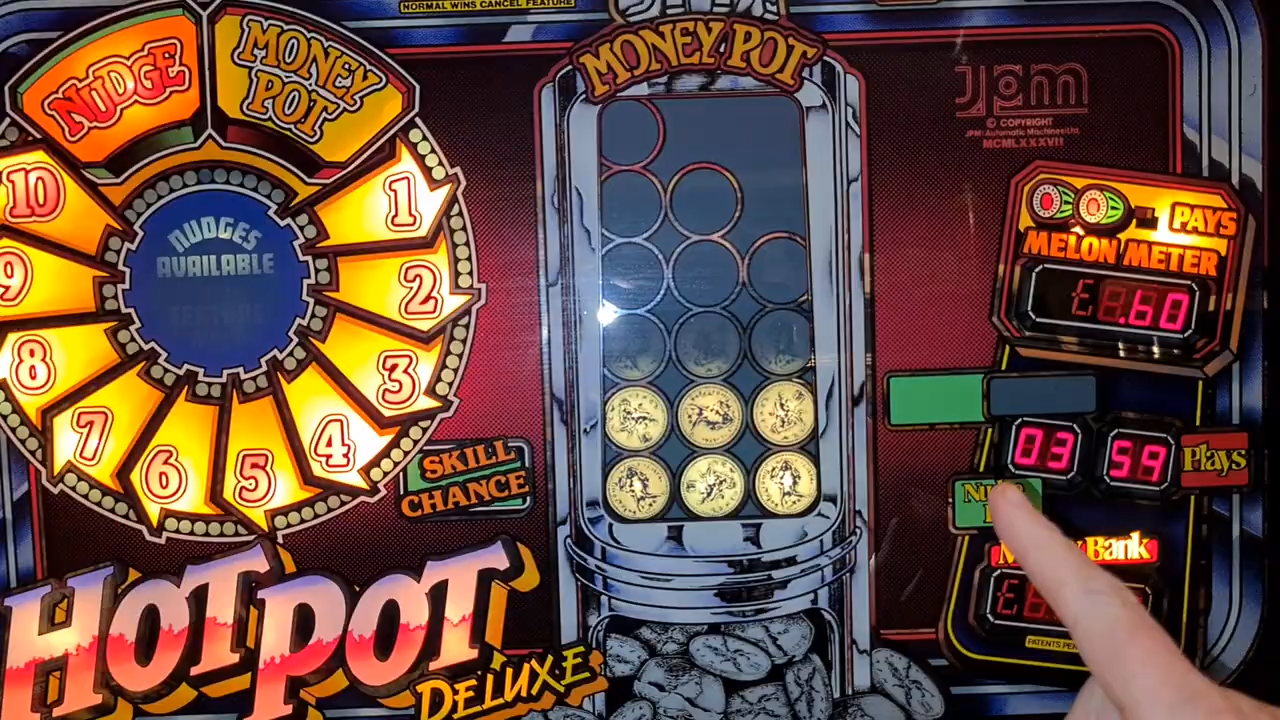 NORMAL WINS CANCEL FEATURE
NUDGE
MONEY
POT
10
9
8
7
6
5
4
3
2
1
NUDGES
AVAILABLE
SKILL
CHANCE
HOTPOT
DELUXE
MONEY POT
JPM
© COPYRIGHT
JPM: Automatic Machines Ltd.
MCMLXXXVII
PAYS
MELON METER
£ .60
03 59 Plays
Bank
£